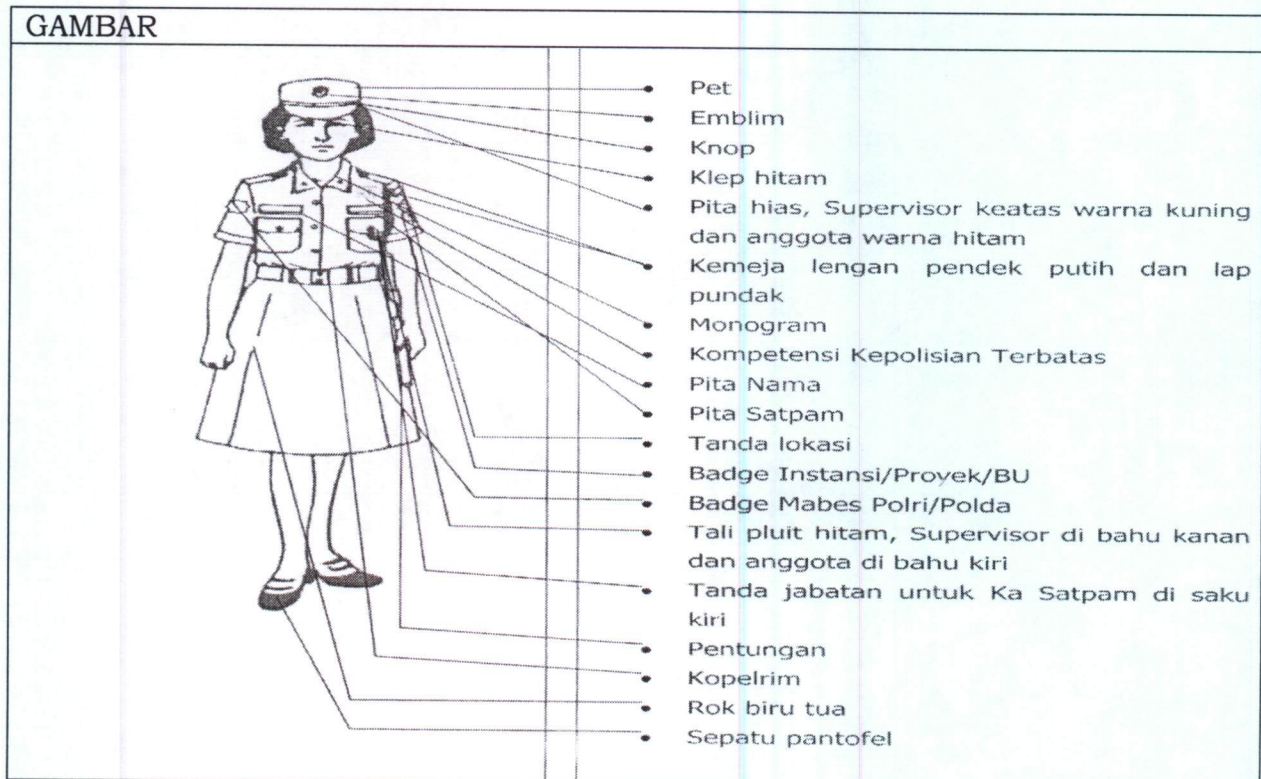 GAMBAR
• Pet
• Emblim
• Knop
• Klep hitam
• Pita hias, Supervisor keatas warna kuning
dan anggota warna hitam
• Kemeja lengan pendek putih dan lap
pundak
• Monogram
• Kompetensi Kepolisian Terbatas
• Pita Nama
• Pita Satpam
• Tanda lokasi
• Badge Instansi/Proyek/BU
• Badge Mabes Polri/Polda
• Tali pluit hitam, Supervisor di bahu kanan
dan anggota di bahu kiri
• Tanda jabatan untuk Ka Satpam di saku
kiri
• Pentungan
• Kopelrim
• Rok biru tua
• Sepatu pantofel